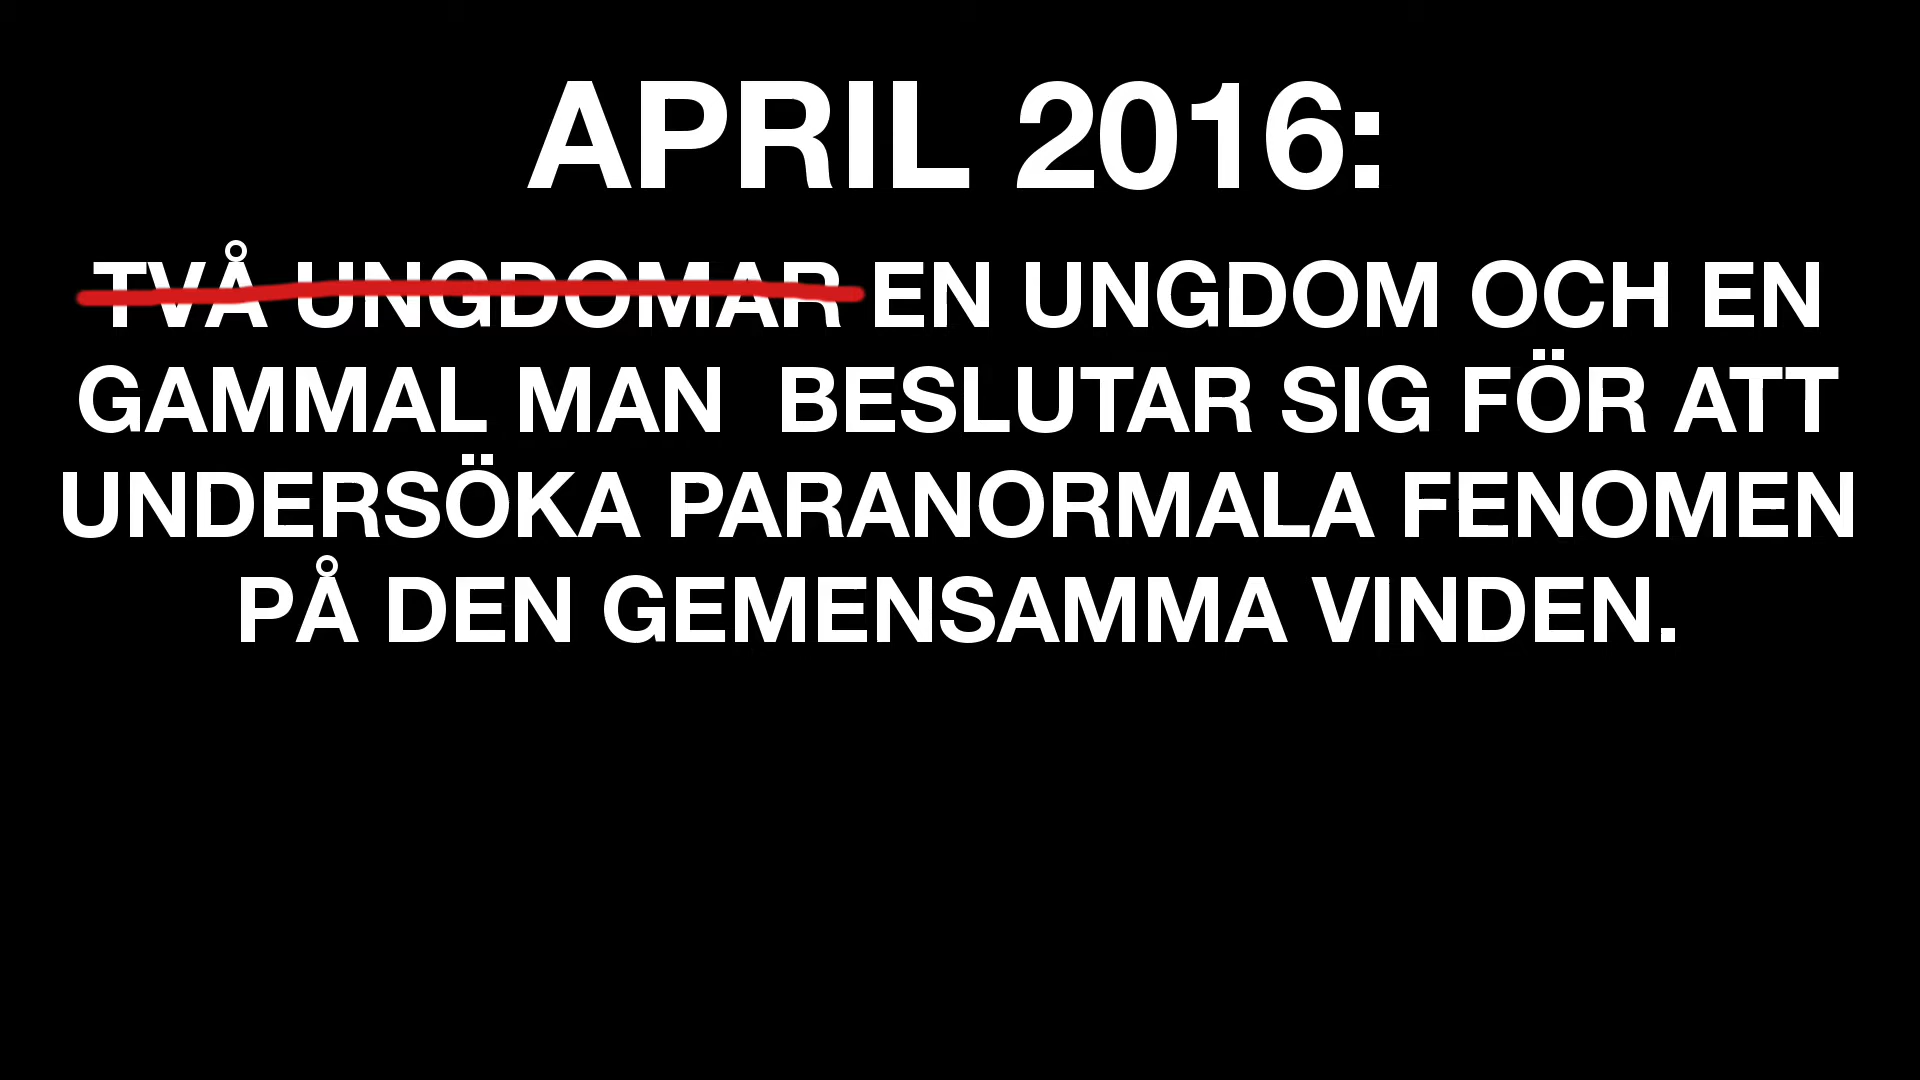 APRIL 2016:
TVÅ UNGDOMAR EN UNGDOM OCH EN
GAMMAL MAN  BESLUTAR SIG FÖR ATT
UNDERSÖKA PARANORMALA FENOMEN
PÅ DEN GEMENSAMMA VINDEN.